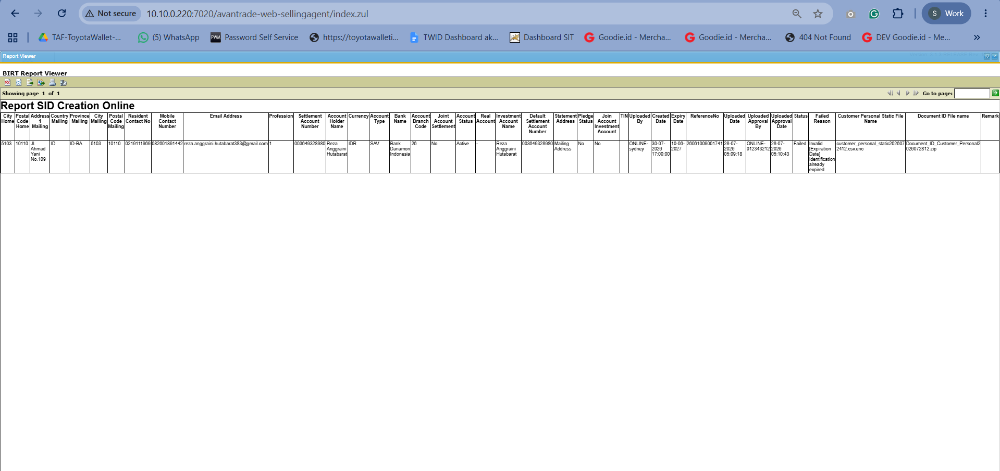 Not secure 10.10.0.220:7020/avantrade-web-sellingagent/index.zul S Work
TAF-ToyotaWallet-... (5) WhatsApp PWM Password Self Service https://toyotawalleti... TWID Dashboard ak... Dashboard SIT Goodie.id - Mercha... Goodie.id - Mercha... 404 Not Found DEV Goodie.id - Me... »
Report Viewer
BIRT Report Viewer
Showing page 1 of 1 Go to page:
Report SID Creation Online
City Home Postal Code Home Address 1 Mailing Country Mailing Province Mailing City Mailing Postal Code Mailing Resident Contact No Mobile Contact Number Email Address Profession Settlement Account Number Account Holder Name Currency Account Type Bank Name Account Branch Code Joint Account Settlement Account Status Real Account Investment Account Name Default Settlement Account Number Statement Address Pledge Status Join Account Investment Account TIN Uploaded By Created Date Expiry Date ReferenceNo Uploaded Date Uploaded Approval By Uploaded Approval Date Status Failed Reason Customer Personal Static File Name Document ID File name Remark
5103 10110 Jl. Ahmad Yani No.109 ID ID-BA 5103 10110 0219111969 082601891442 reza.anggraini.hutabarat383@gmail.com 1 003649328980 Reza Anggraini Hutabarat IDR SAV Bank Danamon Indonesia 26 No Active - Reza Anggraini Hutabarat 003649328980 Mailing Address No No ONLINE-sydney 30-07-2026 17:00:00 10-06-2027 26061009001741 28-07-2026 05:09:18 ONLINE-012343212 28-07-2026 05:10:43 Failed Invalid [Expiration Date] Identification already expired customer_personal_static2026072412.csv.enc Document_ID_Customer_Personal2026072812.zip